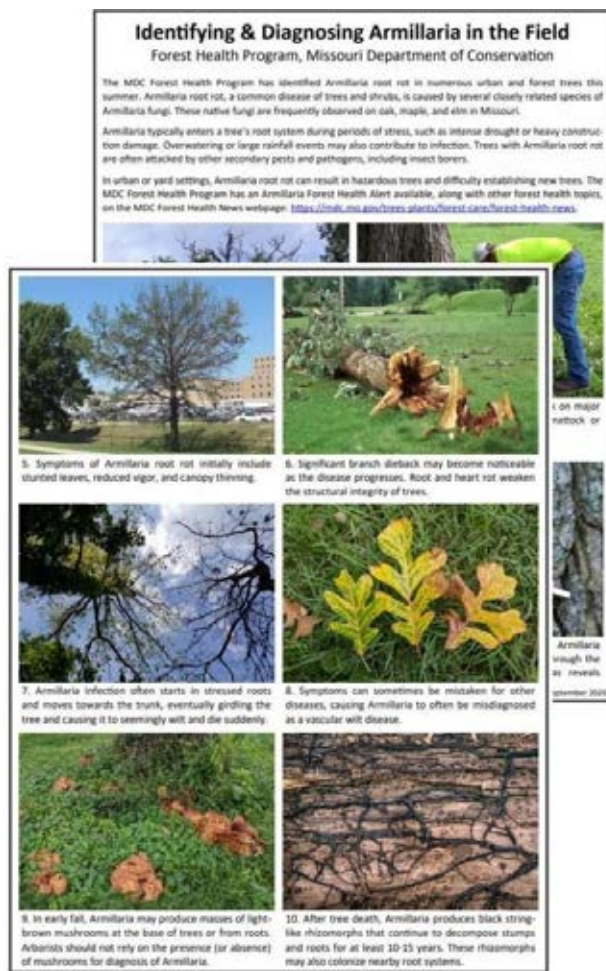 Identifying & Diagnosing Armillaria in the Field
Forest Health Program, Missouri Department of Conservation
The MDC Forest Health Program has identified Armillaria root rot in numerous urban and forest trees this
summer. Armillaria root rot, a common disease of trees and shrubs, is caused by several closely related species of
Armillaria fungi. These native fungi are frequently observed on oak, maple, and elm in Missouri.
Armillaria typically enters a tree's root system during periods of stress, such as intense drought or heavy construc-
tion damage. Overwatering or large rainfall events may also contribute to infection. Trees with Armillaria root rot
are often attacked by other secondary pests and pathogens, including insect borers.
In urban or yard settings, Armillaria root rot can result in hazardous trees and difficulty establishing new trees. The
MDC Forest Health Program has an Armillaria Forest Health Alert available, along with other forest health topics,
on the MDC Forest Health News webpage: https://mdc.mo.gov/trees-plants/forest-care/forest-health-news.
k on major
mattock or
Armillaria
hrough the
as reveals
eptember 2020
5. Symptoms of Armillaria root rot initially include
stunted leaves, reduced vigor, and canopy thinning.
6. Significant branch dieback may become noticeable
as the disease progresses. Root and heart rot weaken
the structural integrity of trees.
7. Armillaria infection often starts in stressed roots
and moves towards the trunk, eventually girdling the
tree and causing it to seemingly wilt and die suddenly.
8. Symptoms can sometimes be mistaken for other
diseases, causing Armillaria to often be misdiagnosed
as a vascular wilt disease.
9. In early fall, Armillaria may produce masses of light-
brown mushrooms at the base of trees or from roots.
Arborists should not rely on the presence (or absence)
of mushrooms for diagnosis of Armillaria.
10. After tree death, Armillaria produces black string-
like rhizomorphs that continue to decompose stumps
and roots for at least 10-15 years. These rhizomorphs
may also colonize nearby root systems.